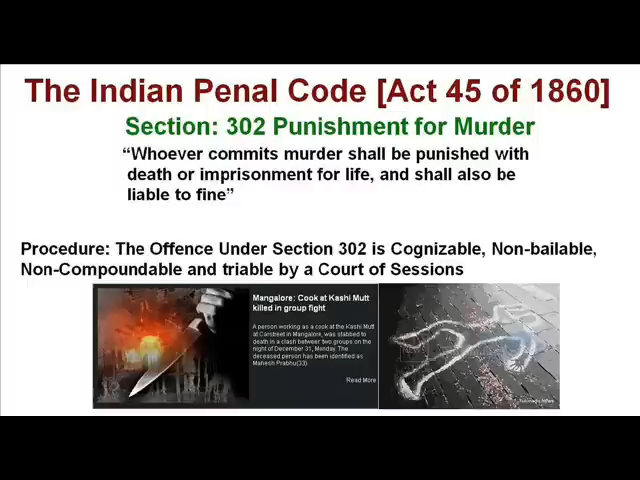 The Indian Penal Code [Act 45 of 1860]
Section: 302 Punishment for Murder
“Whoever commits murder shall be punished with
death or imprisonment for life, and shall also be
liable to fine”
Procedure: The Offence Under Section 302 is Cognizable, Non-bailable,
Non-Compoundable and triable by a Court of Sessions
Mangalore: Cook at Kashi Mutt
killed in group fight
A person working as a cook at the Kashi Mutt
at Carstreet in Mangalore, was stabbed to
death in a clash between two groups on the
night of December 31, Monday. The
deceased person has been identified as
Mahesh Prabhu(33).
Read More